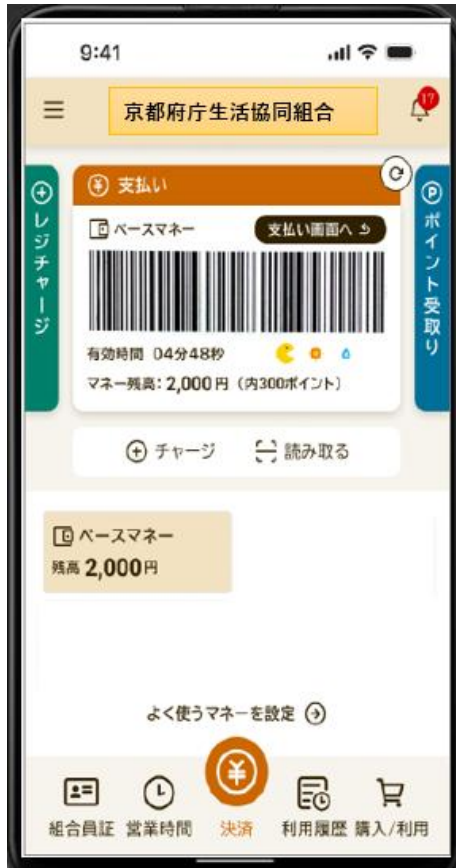 9:41
京都府庁生活協同組合
17
レジチャージ
支払い
ポイント受取り
ベースマネー
支払い画面へ
有効時間 04分48秒
マネー残高：2,000円（内300ポイント）
チャージ
読み取る
ベースマネー
残高 2,000円
よく使うマネーを設定
組合員証
営業時間
決済
利用履歴
購入/利用